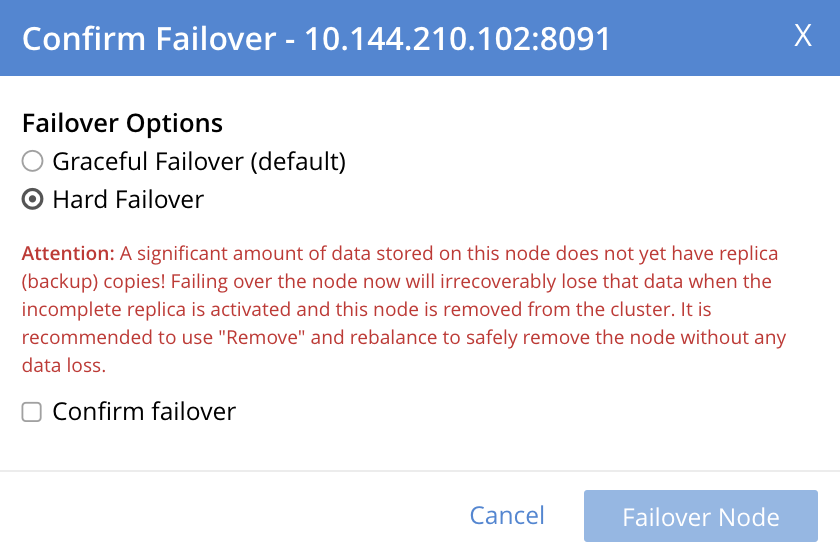 Confirm Failover - 10.144.210.102:8091
X
Failover Options
Graceful Failover (default)
Hard Failover
Attention: A significant amount of data stored on this node does not yet have replica
(backup) copies! Failing over the node now will irrecoverably lose that data when the
incomplete replica is activated and this node is removed from the cluster. It is
recommended to use "Remove" and rebalance to safely remove the node without any
data loss.
Confirm failover
Cancel
Failover Node